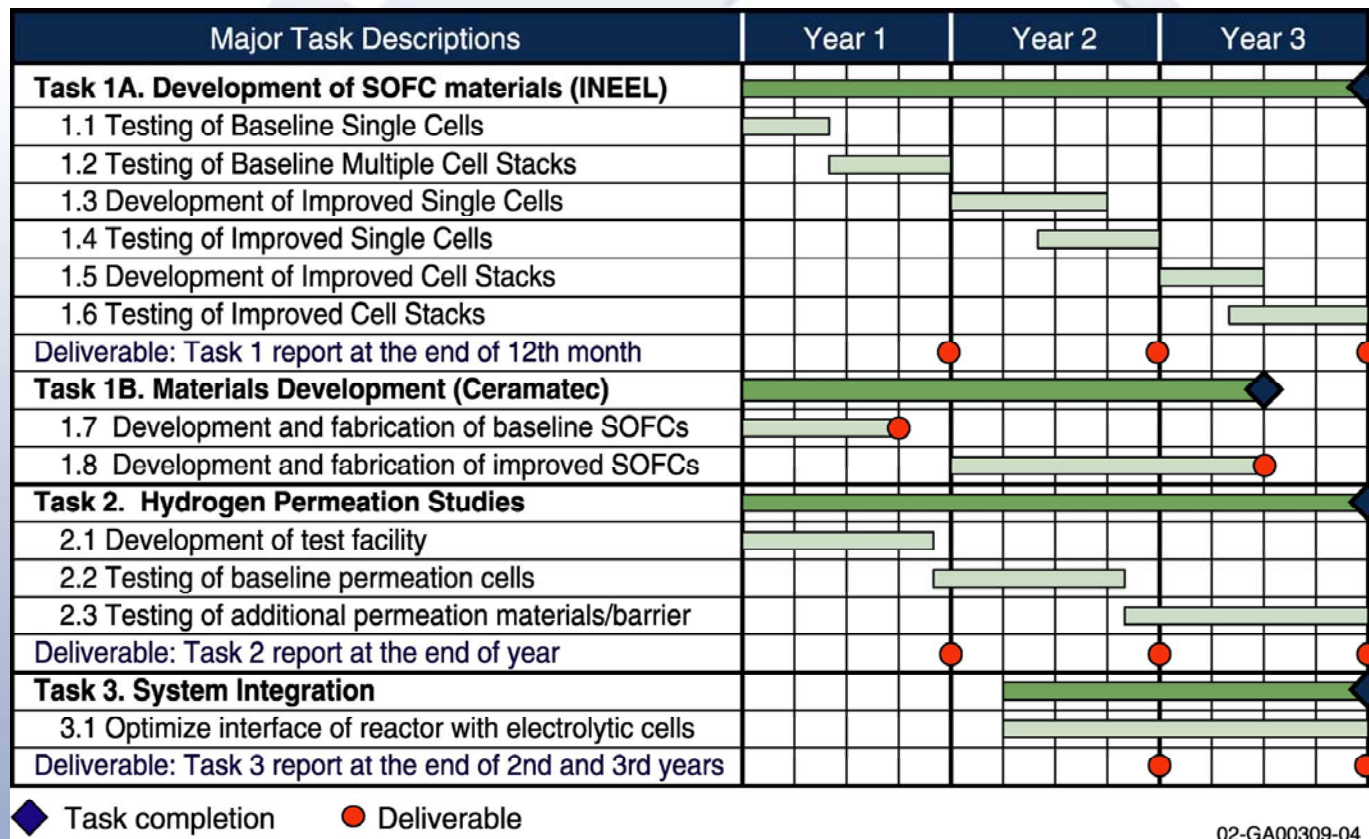 Major Task Descriptions Year 1 Year 2 Year 3
Task 1A. Development of SOFC materials (INEEL)
1.1 Testing of Baseline Single Cells
1.2 Testing of Baseline Multiple Cell Stacks
1.3 Development of Improved Single Cells
1.4 Testing of Improved Single Cells
1.5 Development of Improved Cell Stacks
1.6 Testing of Improved Cell Stacks
Deliverable: Task 1 report at the end of 12th month
Task 1B. Materials Development (Ceramatec)
1.7 Development and fabrication of baseline SOFCs
1.8 Development and fabrication of improved SOFCs
Task 2. Hydrogen Permeation Studies
2.1 Development of test facility
2.2 Testing of baseline permeation cells
2.3 Testing of additional permeation materials/barrier
Deliverable: Task 2 report at the end of year
Task 3. System Integration
3.1 Optimize interface of reactor with electrolytic cells
Deliverable: Task 3 report at the end of 2nd and 3rd years
Task completion Deliverable
02-GA00309-04